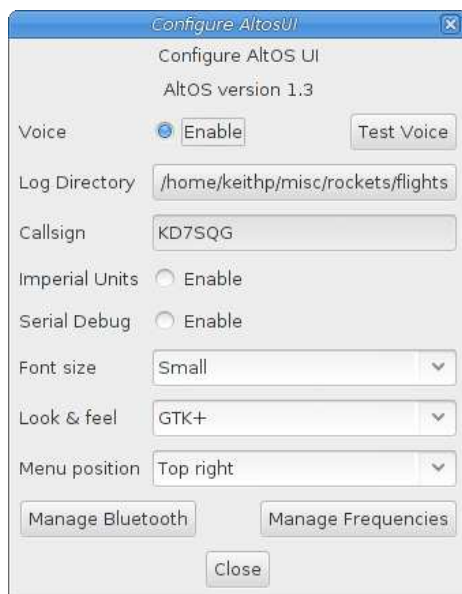 Configure AltosUI
Configure AltOS UI
AltOS version 1.3
Voice Enable Test Voice
Log Directory /home/keithp/misc/rockets/flights
Callsign KD7SQG
Imperial Units Enable
Serial Debug Enable
Font size Small
Look & feel GTK+
Menu position Top right
Manage Bluetooth Manage Frequencies
Close